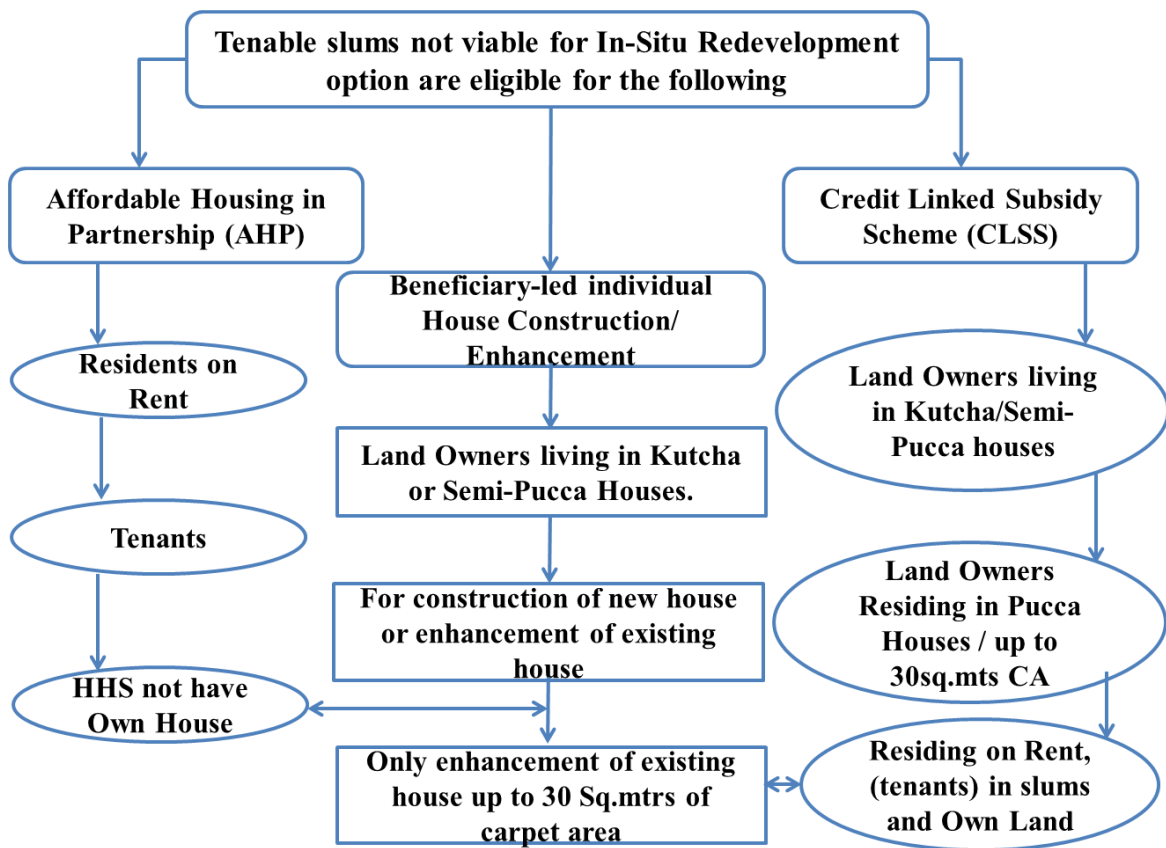 Tenable slums not viable for In-Situ Redevelopment
option are eligible for the following
Affordable Housing in
Partnership (AHP)
Residents on
Rent
Tenants
HHS not have
Own House
Beneficiary-led individual
House Construction/
Enhancement
Land Owners living in Kutcha
or Semi-Pucca Houses.
For construction of new house
or enhancement of existing
house
Only enhancement of existing
house up to 30 Sq.mtrs of
carpet area
Credit Linked Subsidy
Scheme (CLSS)
Land Owners living
in Kutcha/Semi-
Pucca houses
Land Owners
Residing in Pucca
Houses / up to
30sq.mts CA
Residing on Rent,
(tenants) in slums
and Own Land